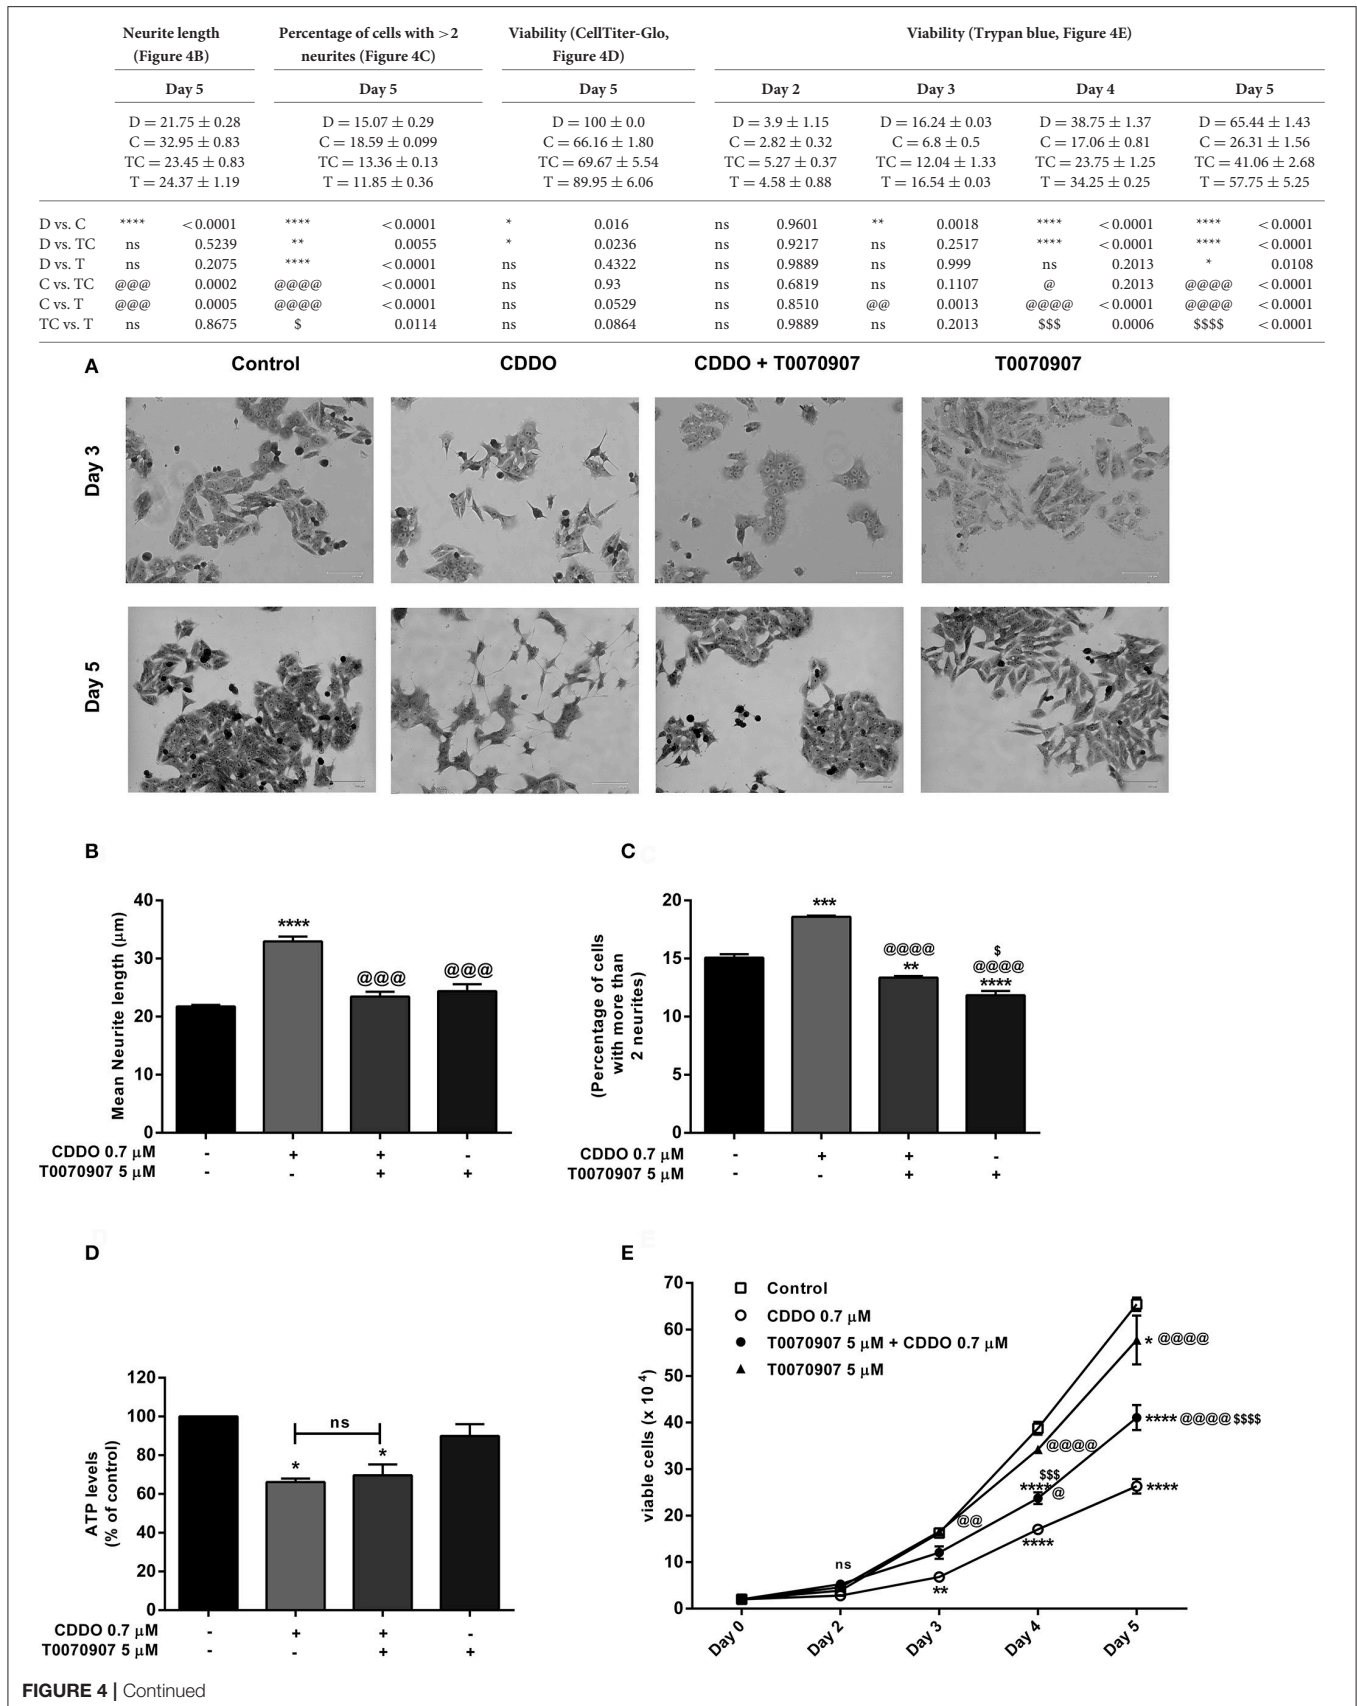 Neurite length Percentage of cells with >2 Viability (CellTiter-Glo, Viability (Trypan blue, Figure 4E)
(Figure 4B) neurites (Figure 4C) Figure 4D)
Day 5 Day 5 Day 5 Day 2 Day 3 Day 4 Day 5
D = 21.75 ± 0.28 D = 15.07 ± 0.29 D = 100 ± 0.0 D = 3.9 ± 1.15 D = 16.24 ± 0.03 D = 38.75 ± 1.37 D = 65.44 ± 1.43
C = 32.95 ± 0.83 C = 18.59 ± 0.099 C = 66.16 ± 1.80 C = 2.82 ± 0.32 C = 6.8 ± 0.5 C = 17.06 ± 0.81 C = 26.31 ± 1.56
TC = 23.45 ± 0.83 TC = 13.36 ± 0.13 TC = 69.67 ± 5.54 TC = 5.27 ± 0.37 TC = 12.04 ± 1.33 TC = 23.75 ± 1.25 TC = 41.06 ± 2.68
T = 24.37 ± 1.19 T = 11.85 ± 0.36 T = 89.95 ± 6.06 T = 4.58 ± 0.88 T = 16.54 ± 0.03 T = 34.25 ± 0.25 T = 57.75 ± 5.25
D vs. C **** <0.0001 **** <0.0001 * 0.016 ns 0.9601 ** 0.0018 **** <0.0001 **** <0.0001
D vs. TC ns 0.5239 ** 0.0055 * 0.0236 ns 0.9217 ns 0.2517 **** <0.0001 **** <0.0001
D vs. T ns 0.2075 **** <0.0001 ns 0.4322 ns 0.9889 ns 0.999 ns 0.2013 * 0.0108
C vs. TC @@@ 0.0002 @@@@ <0.0001 ns 0.93 ns 0.6819 ns 0.1107 @ 0.2013 @@@@ <0.0001
C vs. T @@@ 0.0005 @@@@ <0.0001 ns 0.0529 ns 0.8510 @@ 0.0013 @@@@ <0.0001 @@@@ <0.0001
TC vs. T ns 0.8675 $ 0.0114 ns 0.0864 ns 0.9889 ns 0.2013 $$$ 0.0006 $$$$ <0.0001
A Control CDDO CDDO + T0070907 T0070907
Day 3
Day 5
B
Mean Neurite length (µm)
40
30
20
10
0
****
@@@
@@@
CDDO 0.7 µM - + + -
T0070907 5 µM - - + +
C
(Percentage of cells
with more than
2 neurites)
20
15
10
5
0
***
@@@@
**
$
@@@@
****
CDDO 0.7 µM - + + -
T0070907 5 µM - - + +
D
ATP levels
(% of control)
120
100
80
60
40
20
0
ns
*
*
CDDO 0.7 µM - + + -
T0070907 5 µM - - + +
E
viable cells (x 10⁴)
70
60
50
40
30
20
10
0
Control
CDDO 0.7 µM
T0070907 5 µM + CDDO 0.7 µM
T0070907 5 µM
* @@@@
**** @@@@ $$$$
****
@@@@
$$$
**** @
****
@@
**
ns
Day 0 Day 2 Day 3 Day 4 Day 5
FIGURE 4 | Continued